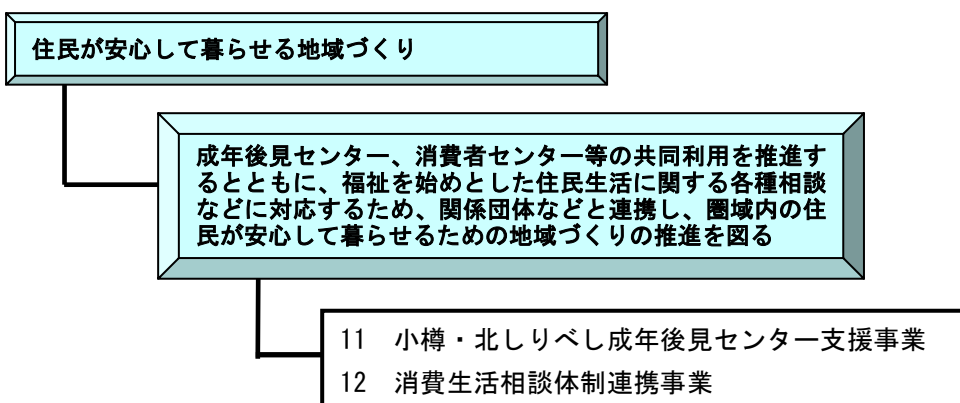 住民が安心して暮らせる地域づくり
成年後見センター、消費者センター等の共同利用を推進す
るとともに、福祉を始めとした住民生活に関する各種相談
などに対応するため、関係団体などと連携し、圏域内の住
民が安心して暮らせるための地域づくりの推進を図る
11　小樽・北しりべし成年後見センター支援事業
12　消費生活相談体制連携事業